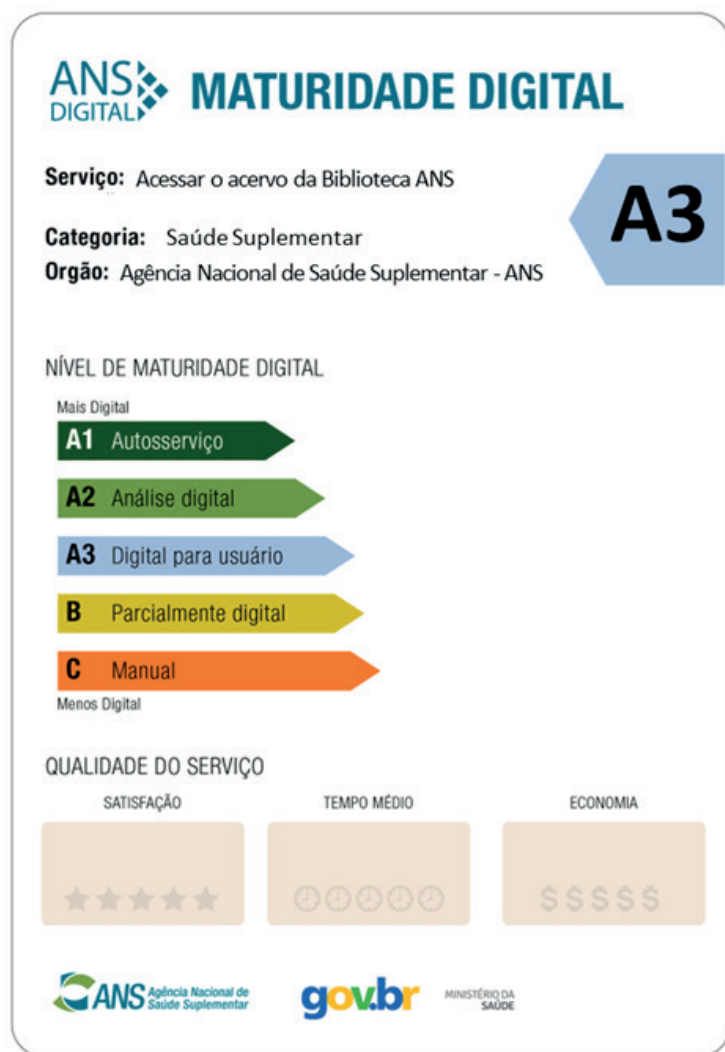 ANS DIGITAL
MATURIDADE DIGITAL
Serviço: Acessar o acervo da Biblioteca ANS
A3
Categoria: Saúde Suplementar
Orgão: Agência Nacional de Saúde Suplementar - ANS
NÍVEL DE MATURIDADE DIGITAL
Mais Digital
A1 Autosserviço
A2 Análise digital
A3 Digital para usuário
B Parcialmente digital
C Manual
Menos Digital
QUALIDADE DO SERVIÇO
SATISFAÇÃO TEMPO MÉDIO ECONOMIA
$ $ $ $ $
ANS Agência Nacional de
Saúde Suplementar
gov.br
MINISTÉRIO DA
SAÚDE